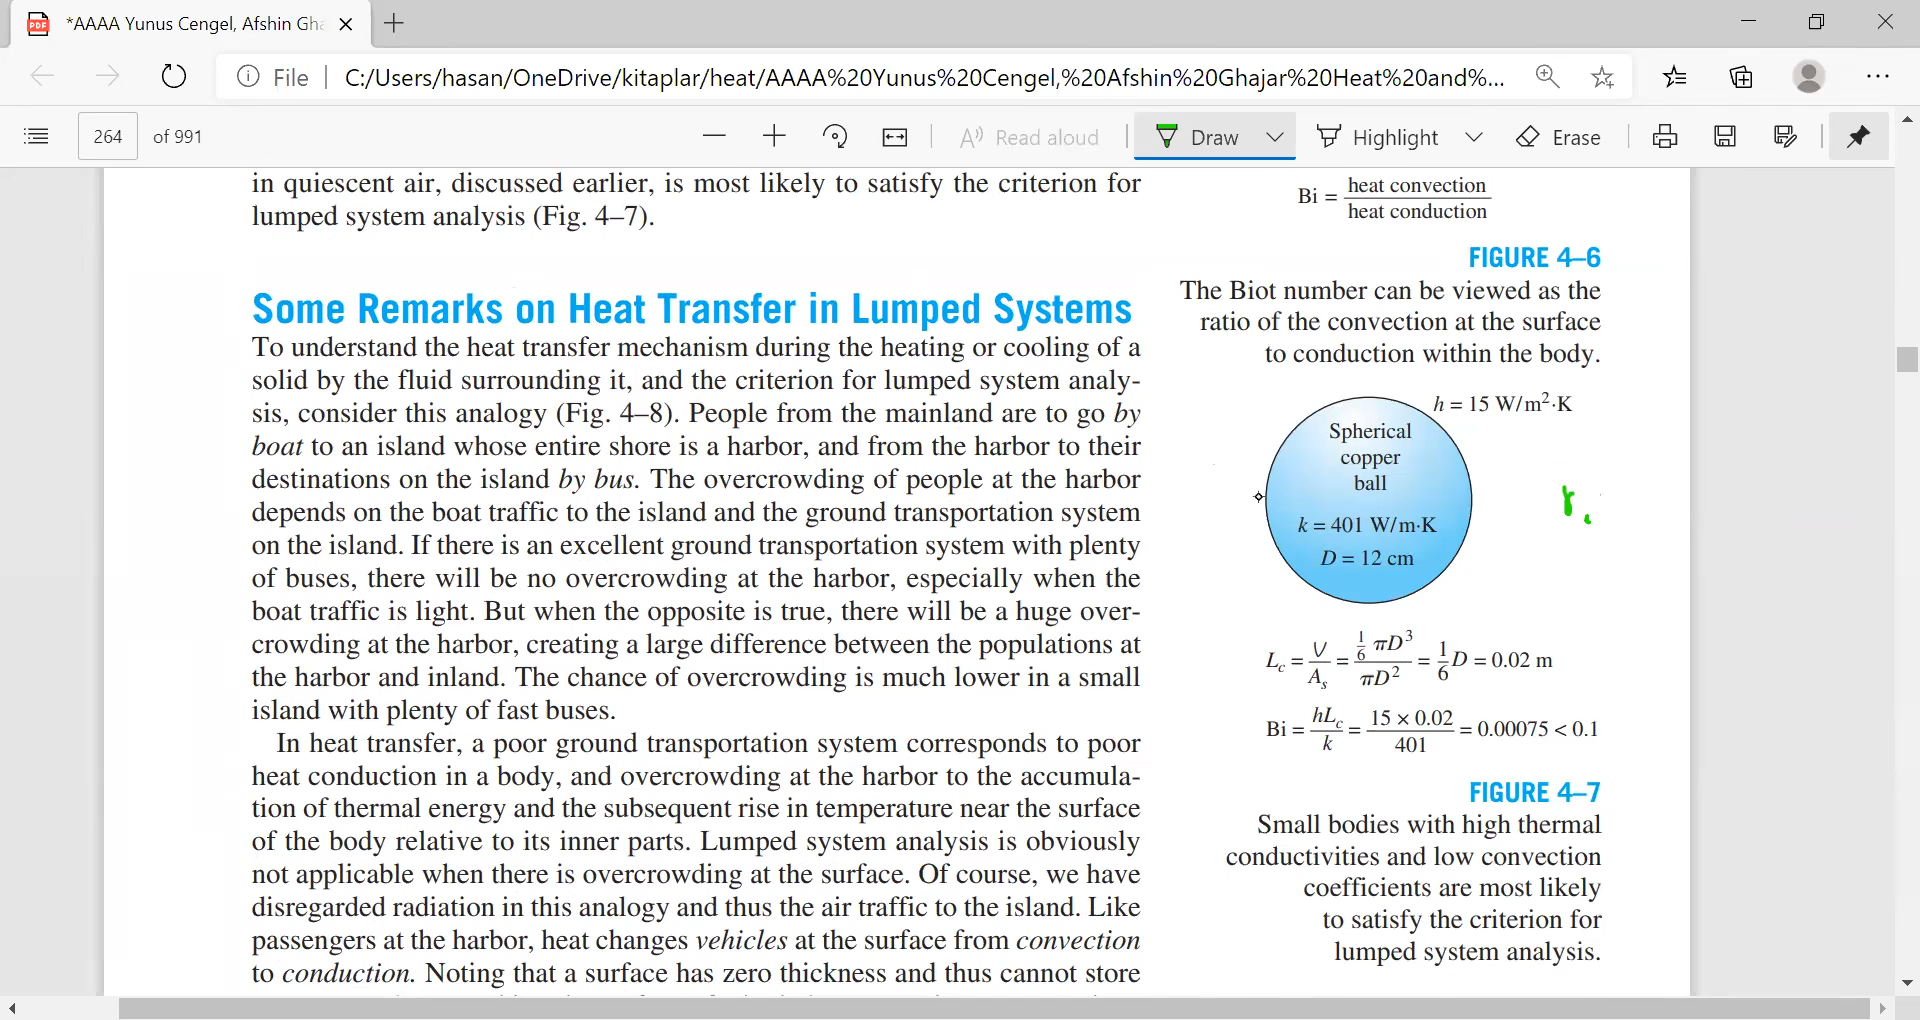 *AAAA Yunus Cengel, Afshin Gha
File
C:/Users/hasan/OneDrive/kitaplar/heat/AAAA%20Yunus%20Cengel,%20Afshin%20Ghajar%20Heat%20and%...
264 of 991
Read aloud
Draw
Highlight
Erase
in quiescent air, discussed earlier, is most likely to satisfy the criterion for
lumped system analysis (Fig. 4–7).
Some Remarks on Heat Transfer in Lumped Systems
To understand the heat transfer mechanism during the heating or cooling of a
solid by the fluid surrounding it, and the criterion for lumped system analy-
sis, consider this analogy (Fig. 4–8). People from the mainland are to go by
boat to an island whose entire shore is a harbor, and from the harbor to their
destinations on the island by bus. The overcrowding of people at the harbor
depends on the boat traffic to the island and the ground transportation system
on the island. If there is an excellent ground transportation system with plenty
of buses, there will be no overcrowding at the harbor, especially when the
boat traffic is light. But when the opposite is true, there will be a huge over-
crowding at the harbor, creating a large difference between the populations at
the harbor and inland. The chance of overcrowding is much lower in a small
island with plenty of fast buses.
In heat transfer, a poor ground transportation system corresponds to poor
heat conduction in a body, and overcrowding at the harbor to the accumula-
tion of thermal energy and the subsequent rise in temperature near the surface
of the body relative to its inner parts. Lumped system analysis is obviously
not applicable when there is overcrowding at the surface. Of course, we have
disregarded radiation in this analogy and thus the air traffic to the island. Like
passengers at the harbor, heat changes vehicles at the surface from convection
to conduction. Noting that a surface has zero thickness and thus cannot store
Bi = heat convection / heat conduction
FIGURE 4–6
The Biot number can be viewed as the
ratio of the convection at the surface
to conduction within the body.
h = 15 W/m²·K
Spherical
copper
ball
k = 401 W/m·K
D = 12 cm
L_c = V/A_s = (1/6 πD³)/(πD²) = 1/6 D = 0.02 m
Bi = hL_c/k = (15 × 0.02)/401 = 0.00075 < 0.1
FIGURE 4–7
Small bodies with high thermal
conductivities and low convection
coefficients are most likely
to satisfy the criterion for
lumped system analysis.